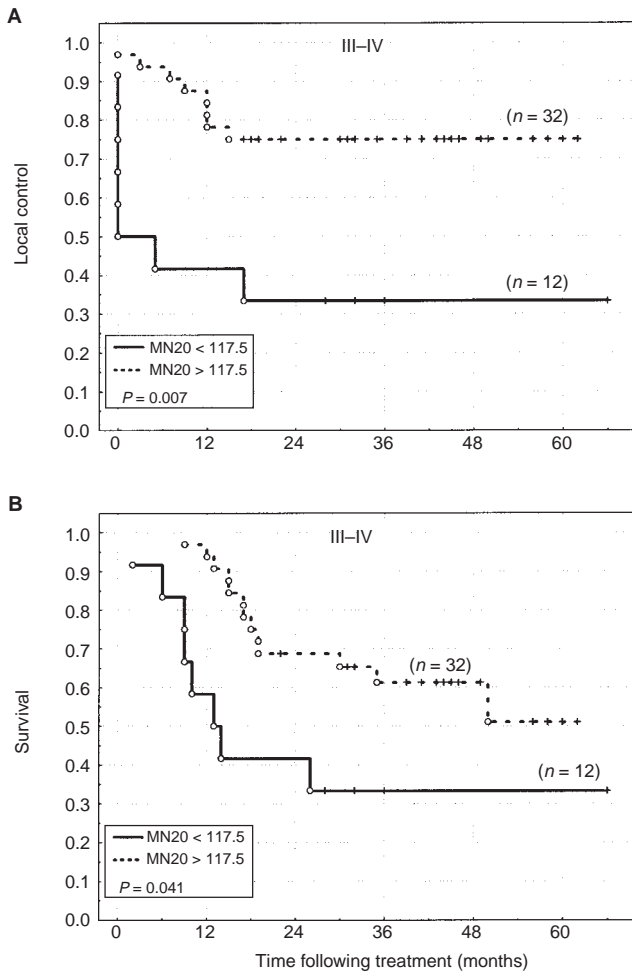 A
III–IV
1.0
0.9
(n = 32)
0.8
0.7
0.6
Local control
0.5
(n = 12)
0.4
0.3
MN20 < 117.5
0.2
MN20 > 117.5
0.1
P = 0.007
0.0
0 12 24 36 48 60
B
III–IV
1.0
0.9
0.8
0.7
(n = 32)
0.6
Survival
0.5
(n = 12)
0.4
0.3
MN20 < 117.5
0.2
MN20 > 117.5
0.1
P = 0.041
0.0
0 12 24 36 48 60
Time following treatment (months)